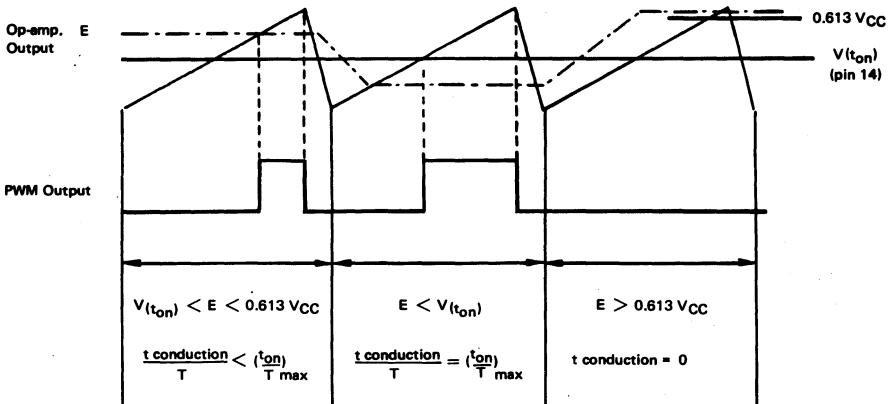 Op-amp. E
Output
0.613 VCC
V(ton)
(pin 14)
PWM Output
V(ton) < E < 0.613 VCC
E < V(ton)
E > 0.613 VCC
t conduction / T < (ton / T) max
t conduction / T = (ton / T) max
t conduction = 0